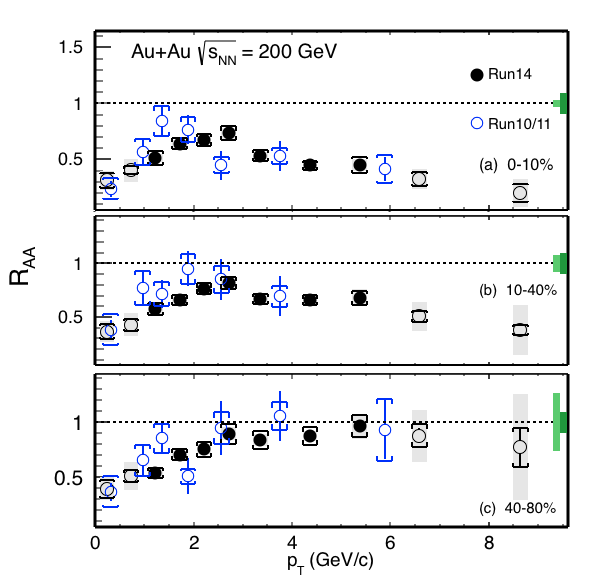 Au+Au √sNN = 200 GeV
1.5
Run14
1
Run10/11
0.5
(a) 0-10%
RAA
1
(b) 10-40%
0.5
1
0.5
(c) 40-80%
0 2 4 6 8
pT (GeV/c)